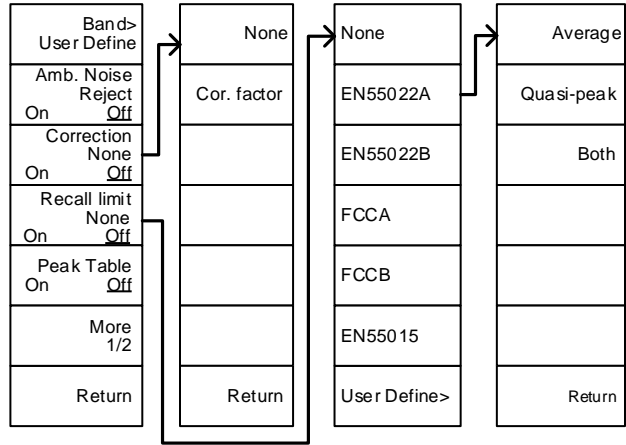 Band>
User Define
Amb. Noise
Reject
On Off
Correction
None
On Off
Recall limit
None
On Off
Peak Table
On Off
More
1/2
Return
None
Cor. factor
Return
None
EN55022A
EN55022B
FCCA
FCCB
EN55015
User Define>
Average
Quasi-peak
Both
Return